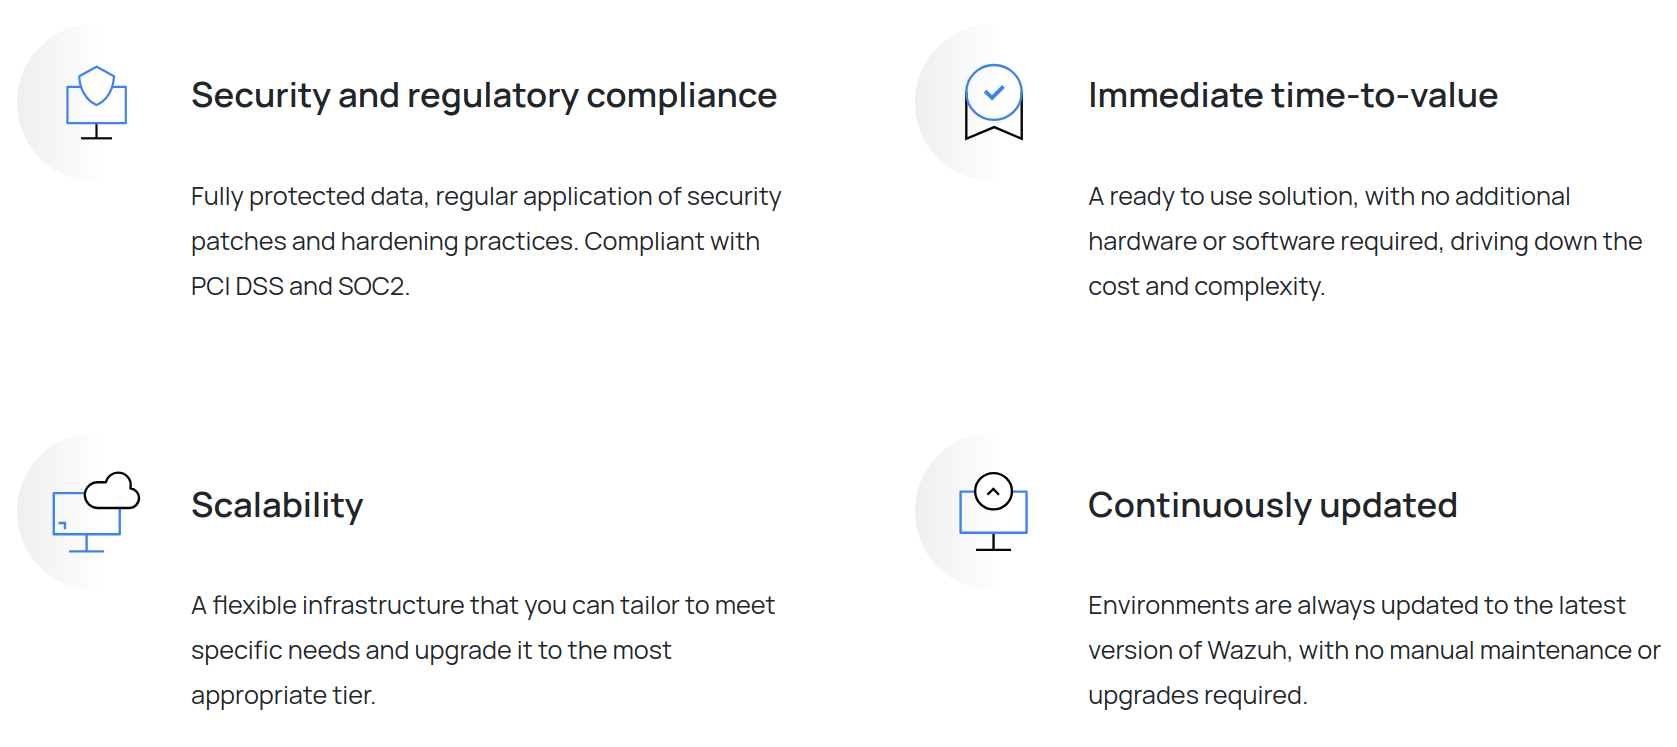 Security and regulatory compliance
Fully protected data, regular application of security
patches and hardening practices. Compliant with
PCI DSS and SOC2.
Immediate time-to-value
A ready to use solution, with no additional
hardware or software required, driving down the
cost and complexity.
Scalability
A flexible infrastructure that you can tailor to meet
specific needs and upgrade it to the most
appropriate tier.
Continuously updated
Environments are always updated to the latest
version of Wazuh, with no manual maintenance or
upgrades required.